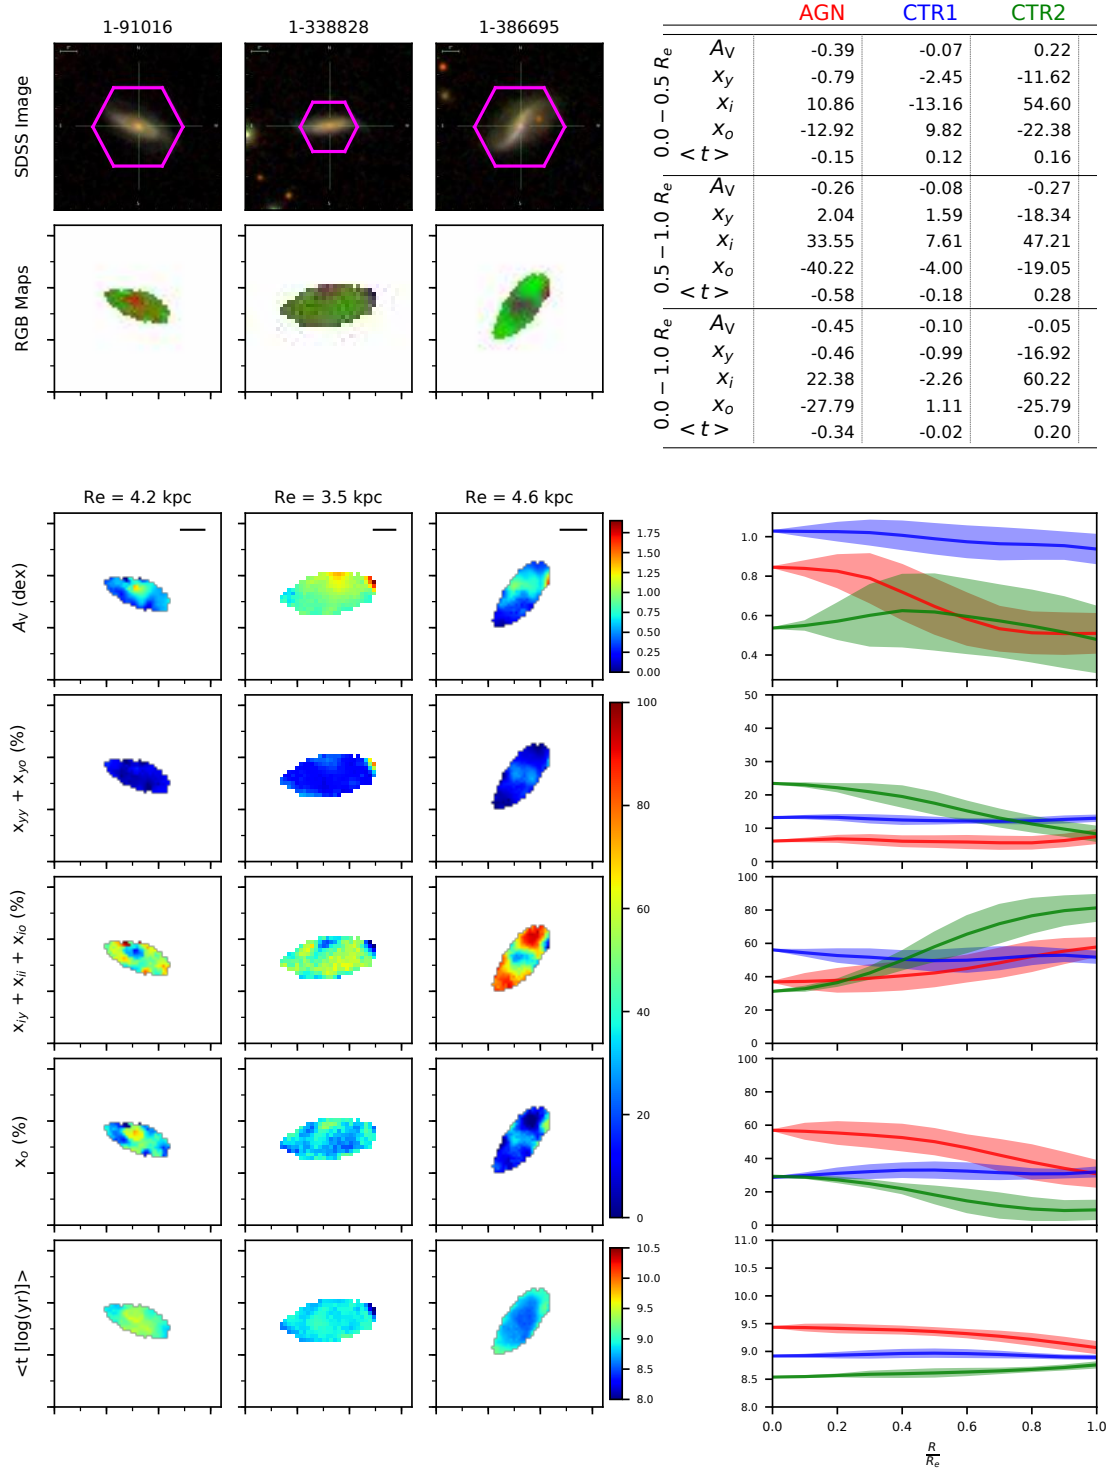 1-91016 1-338828 1-386695
SDSS Image
RGB Maps
AGN CTR1 CTR2
0.0 − 0.5 Re
AV -0.39 -0.07 0.22
xy -0.79 -2.45 -11.62
xi 10.86 -13.16 54.60
xo -12.92 9.82 -22.38
< t > -0.15 0.12 0.16
0.5 − 1.0 Re
AV -0.26 -0.08 -0.27
xy 2.04 1.59 -18.34
xi 33.55 7.61 47.21
xo -40.22 -4.00 -19.05
< t > -0.58 -0.18 0.28
0.0 − 1.0 Re
AV -0.45 -0.10 -0.05
xy -0.46 -0.99 -16.92
xi 22.38 -2.26 60.22
xo -27.79 1.11 -25.79
< t > -0.34 -0.02 0.20
Re = 4.2 kpc Re = 3.5 kpc Re = 4.6 kpc
AV (dex)
1.75
1.50
1.25
1.00
0.75
0.50
0.25
0.00
1.0
0.8
0.6
0.4
xyy + xyo (%)
100
80
60
40
20
0
50
40
30
20
10
0
xiy + xii + xio (%)
100
80
60
40
20
0
xo (%)
100
80
60
40
20
0
<t [log(yr)]>
10.5
10.0
9.5
9.0
8.5
8.0
11.0
10.5
10.0
9.5
9.0
8.5
8.0
0.0 0.2 0.4 0.6 0.8 1.0
R
Re